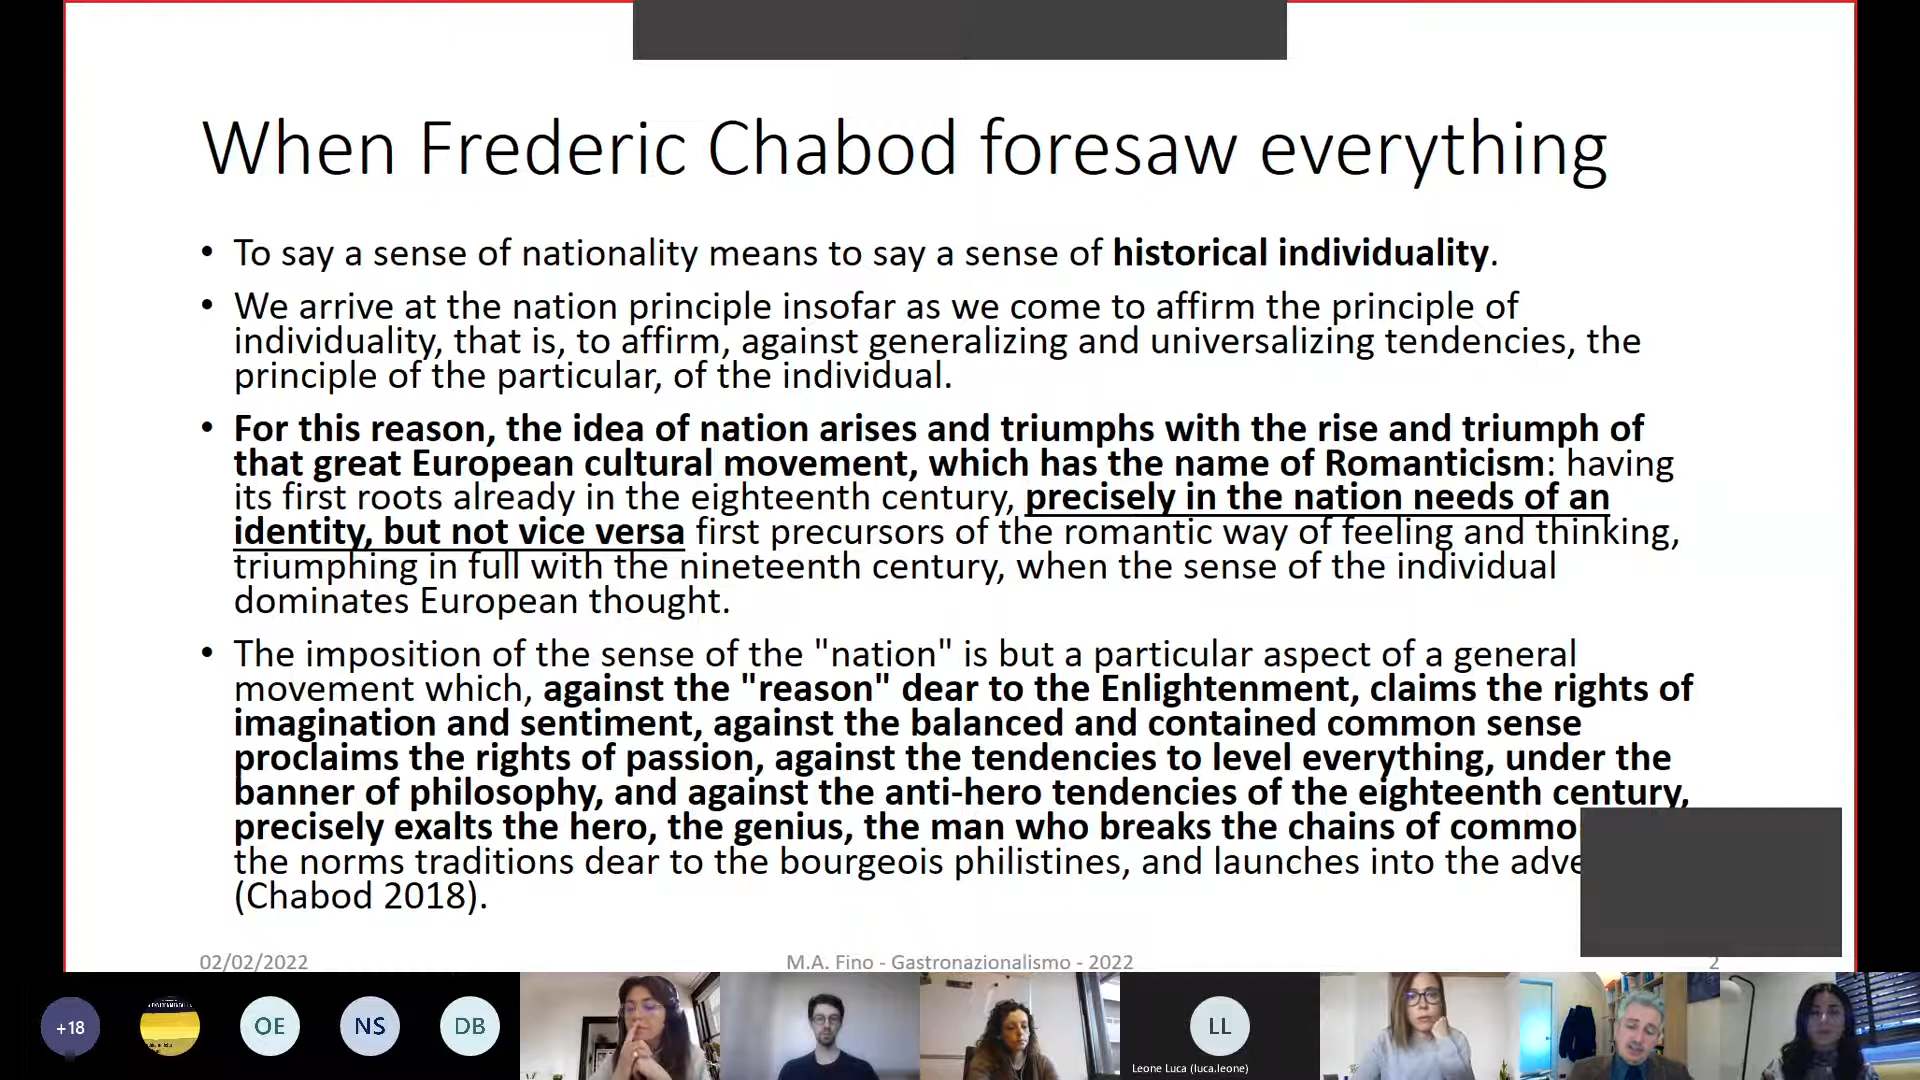 When Frederic Chabod foresaw everything
• To say a sense of nationality means to say a sense of historical individuality.
• We arrive at the nation principle insofar as we come to affirm the principle of
individuality, that is, to affirm, against generalizing and universalizing tendencies, the
principle of the particular, of the individual.
• For this reason, the idea of nation arises and triumphs with the rise and triumph of
that great European cultural movement, which has the name of Romanticism: having
its first roots already in the eighteenth century, precisely in the nation needs of an
identity, but not vice versa first precursors of the romantic way of feeling and thinking,
triumphing in full with the nineteenth century, when the sense of the individual
dominates European thought.
• The imposition of the sense of the "nation" is but a particular aspect of a general
movement which, against the "reason" dear to the Enlightenment, claims the rights of
imagination and sentiment, against the balanced and contained common sense
proclaims the rights of passion, against the tendencies to level everything, under the
banner of philosophy, and against the anti-hero tendencies of the eighteenth century,
precisely exalts the hero, the genius, the man who breaks the chains of commo
the norms traditions dear to the bourgeois philistines, and launches into the adve
(Chabod 2018).
02/02/2022
M.A. Fino - Gastronazionalismo - 2022
2
+18
OE
NS
DB
LL
Leone Luca (luca.leone)